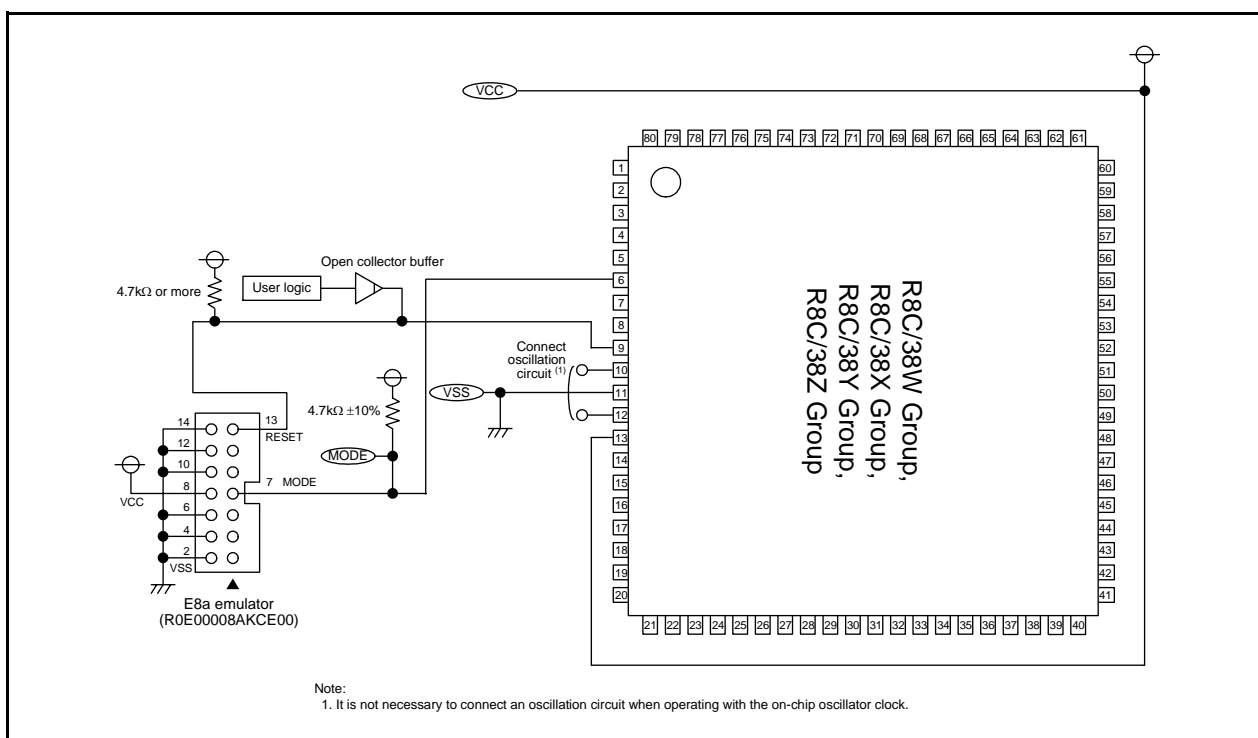 VCC
80 79 78 77 76 75 74 73 72 71 70 69 68 67 66 65 64 63 62 61
1
2
3
4
5
6
7
8
9
10
11
12
13
14
15
16
17
18
19
20
60
59
58
57
56
55
54
53
52
51
50
49
48
47
46
45
44
43
42
41
21 22 23 24 25 26 27 28 29 30 31 32 33 34 35 36 37 38 39 40
R8C/38W Group,
R8C/38X Group,
R8C/38Y Group,
R8C/38Z Group
Open collector buffer
User logic
4.7kΩ or more
Connect
oscillation
circuit (1)
VSS
4.7kΩ ±10%
MODE
14
13
RESET
12
10
8
7 MODE
VCC
6
4
2
VSS
E8a emulator
(R0E00008AKCE00)
Note:
1. It is not necessary to connect an oscillation circuit when operating with the on-chip oscillator clock.